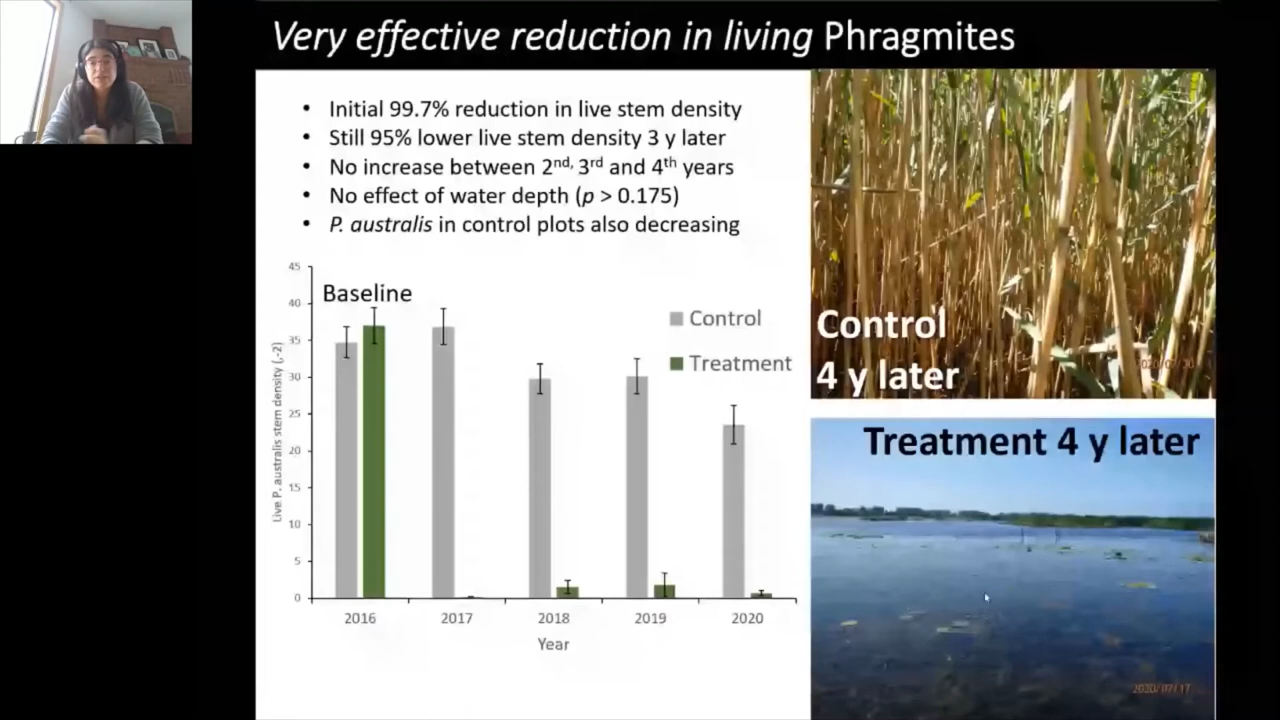 Very effective reduction in living Phragmites
• Initial 99.7% reduction in live stem density
• Still 95% lower live stem density 3 y later
• No increase between 2nd, 3rd and 4th years
• No effect of water depth (p > 0.175)
• P. australis in control plots also decreasing
Baseline
Control
Treatment
Live P. australis stem density (,-2)
45
40
35
30
25
20
15
10
5
0
2016 2017 2018 2019 2020
Year
Control
4 y later
Treatment 4 y later
2020/07/17